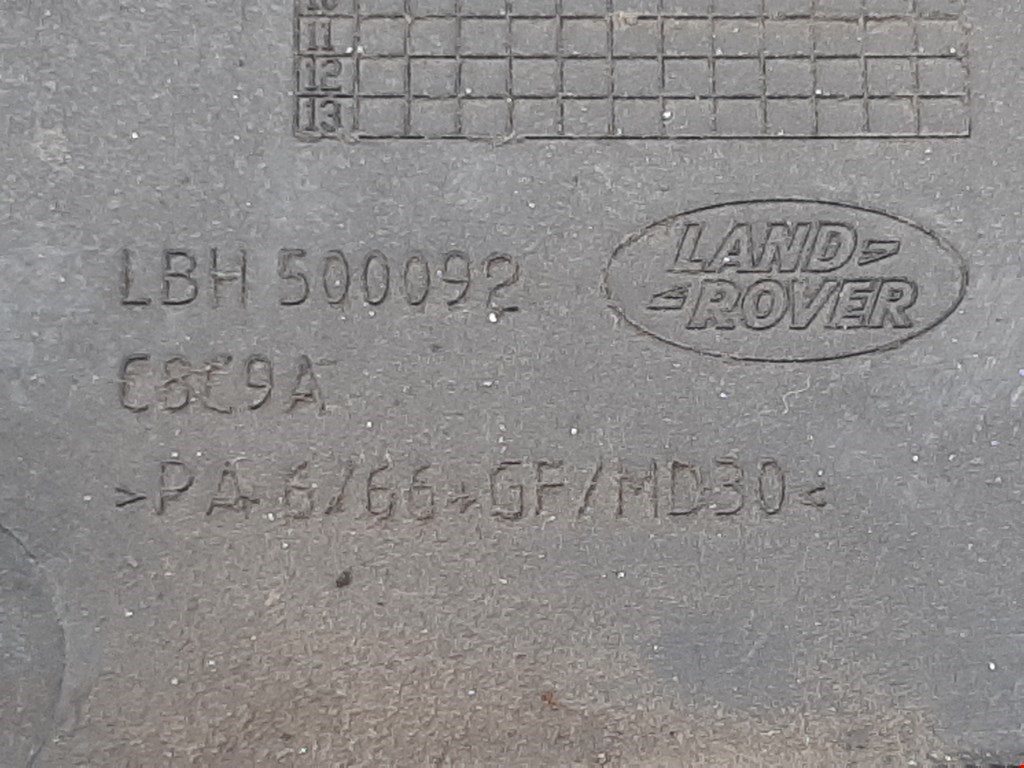 11
12
13
LBH 500092
LAND
ROVER
C8C9A
>PA 6/66+GF/MD30<